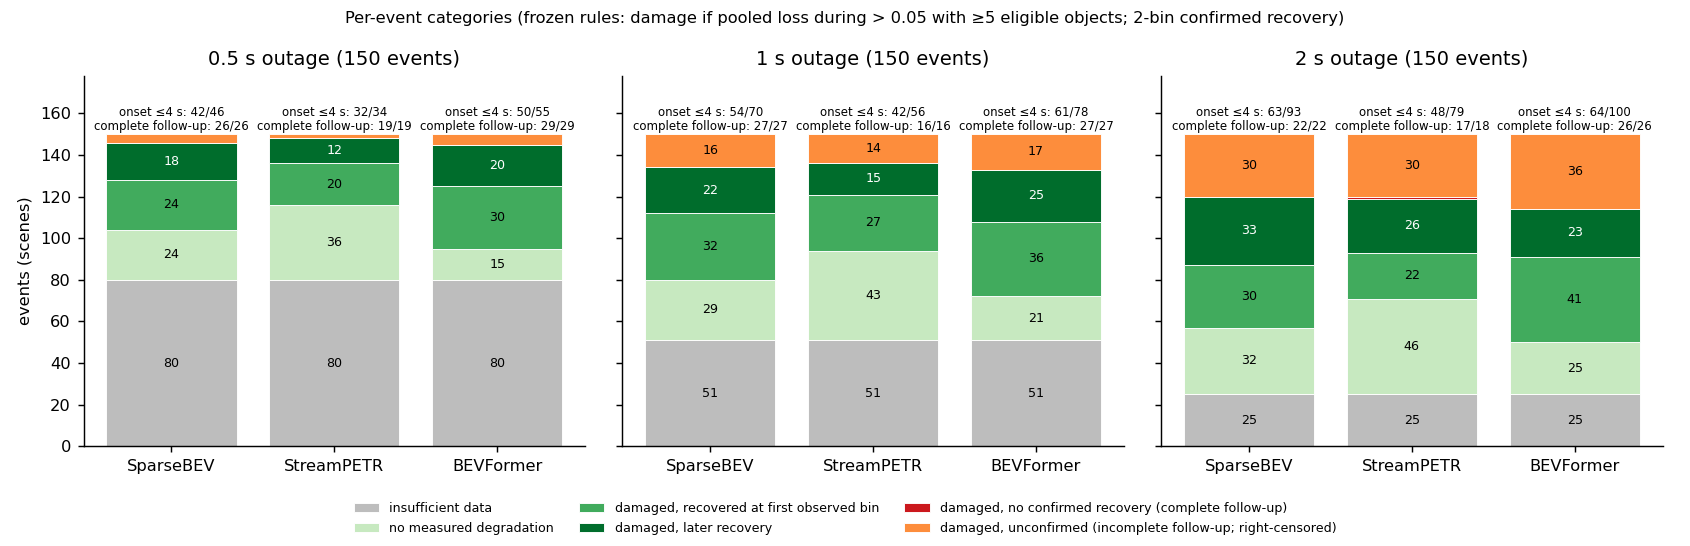 Per-event categories (frozen rules: damage if pooled loss during > 0.05 with ≥5 eligible objects; 2-bin confirmed recovery)
0.5 s outage (150 events)
1 s outage (150 events)
2 s outage (150 events)
events (scenes)
160
140
120
100
80
60
40
20
0
onset ≤4 s: 42/46
complete follow-up: 26/26
18
24
24
80
SparseBEV
onset ≤4 s: 32/34
complete follow-up: 19/19
12
20
36
80
StreamPETR
onset ≤4 s: 50/55
complete follow-up: 29/29
20
30
15
80
BEVFormer
onset ≤4 s: 54/70
complete follow-up: 27/27
16
22
32
29
51
SparseBEV
onset ≤4 s: 42/56
complete follow-up: 16/16
14
15
27
43
51
StreamPETR
onset ≤4 s: 61/78
complete follow-up: 27/27
17
25
36
21
51
BEVFormer
onset ≤4 s: 63/93
complete follow-up: 22/22
30
33
30
32
25
SparseBEV
onset ≤4 s: 48/79
complete follow-up: 17/18
30
26
22
46
25
StreamPETR
onset ≤4 s: 64/100
complete follow-up: 26/26
36
23
41
25
25
BEVFormer
insufficient data
no measured degradation
damaged, recovered at first observed bin
damaged, later recovery
damaged, no confirmed recovery (complete follow-up)
damaged, unconfirmed (incomplete follow-up; right-censored)